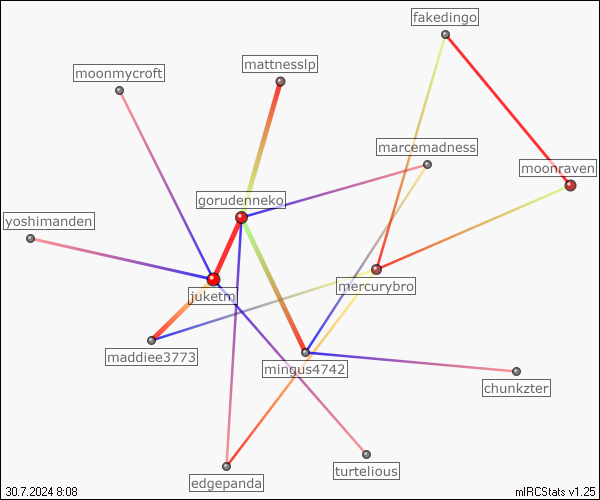 fakedingo
mattnesslp
moonmycroft
marcemadness
moonraven
gorudenneko
yoshimanden
mercurybro
juketm
maddiee3773
mingus4742
chunkzter
turtelious
edgepanda
30.7.2024 8:08
mIRCStats v1.25